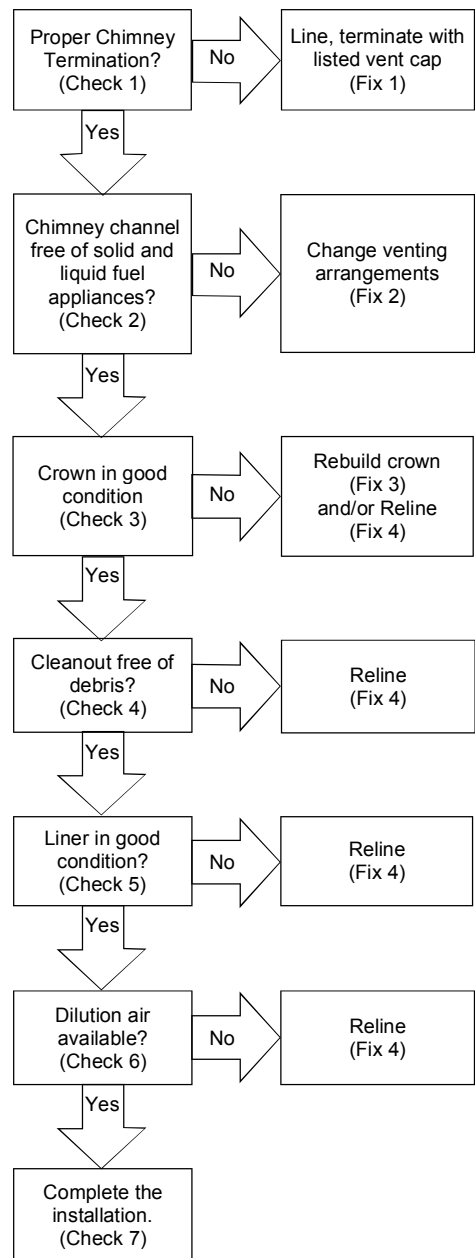 Proper Chimney
Termination?
(Check 1)
No
Line, terminate with
listed vent cap
(Fix 1)
Yes
Chimney channel
free of solid and
liquid fuel
appliances?
(Check 2)
No
Change venting
arrangements
(Fix 2)
Yes
Crown in good
condition
(Check 3)
No
Rebuild crown
(Fix 3)
and/or Reline
(Fix 4)
Yes
Cleanout free of
debris?
(Check 4)
No
Reline
(Fix 4)
Yes
Liner in good
condition?
(Check 5)
No
Reline
(Fix 4)
Yes
Dilution air
available?
(Check 6)
No
Reline
(Fix 4)
Yes
Complete the
installation.
(Check 7)